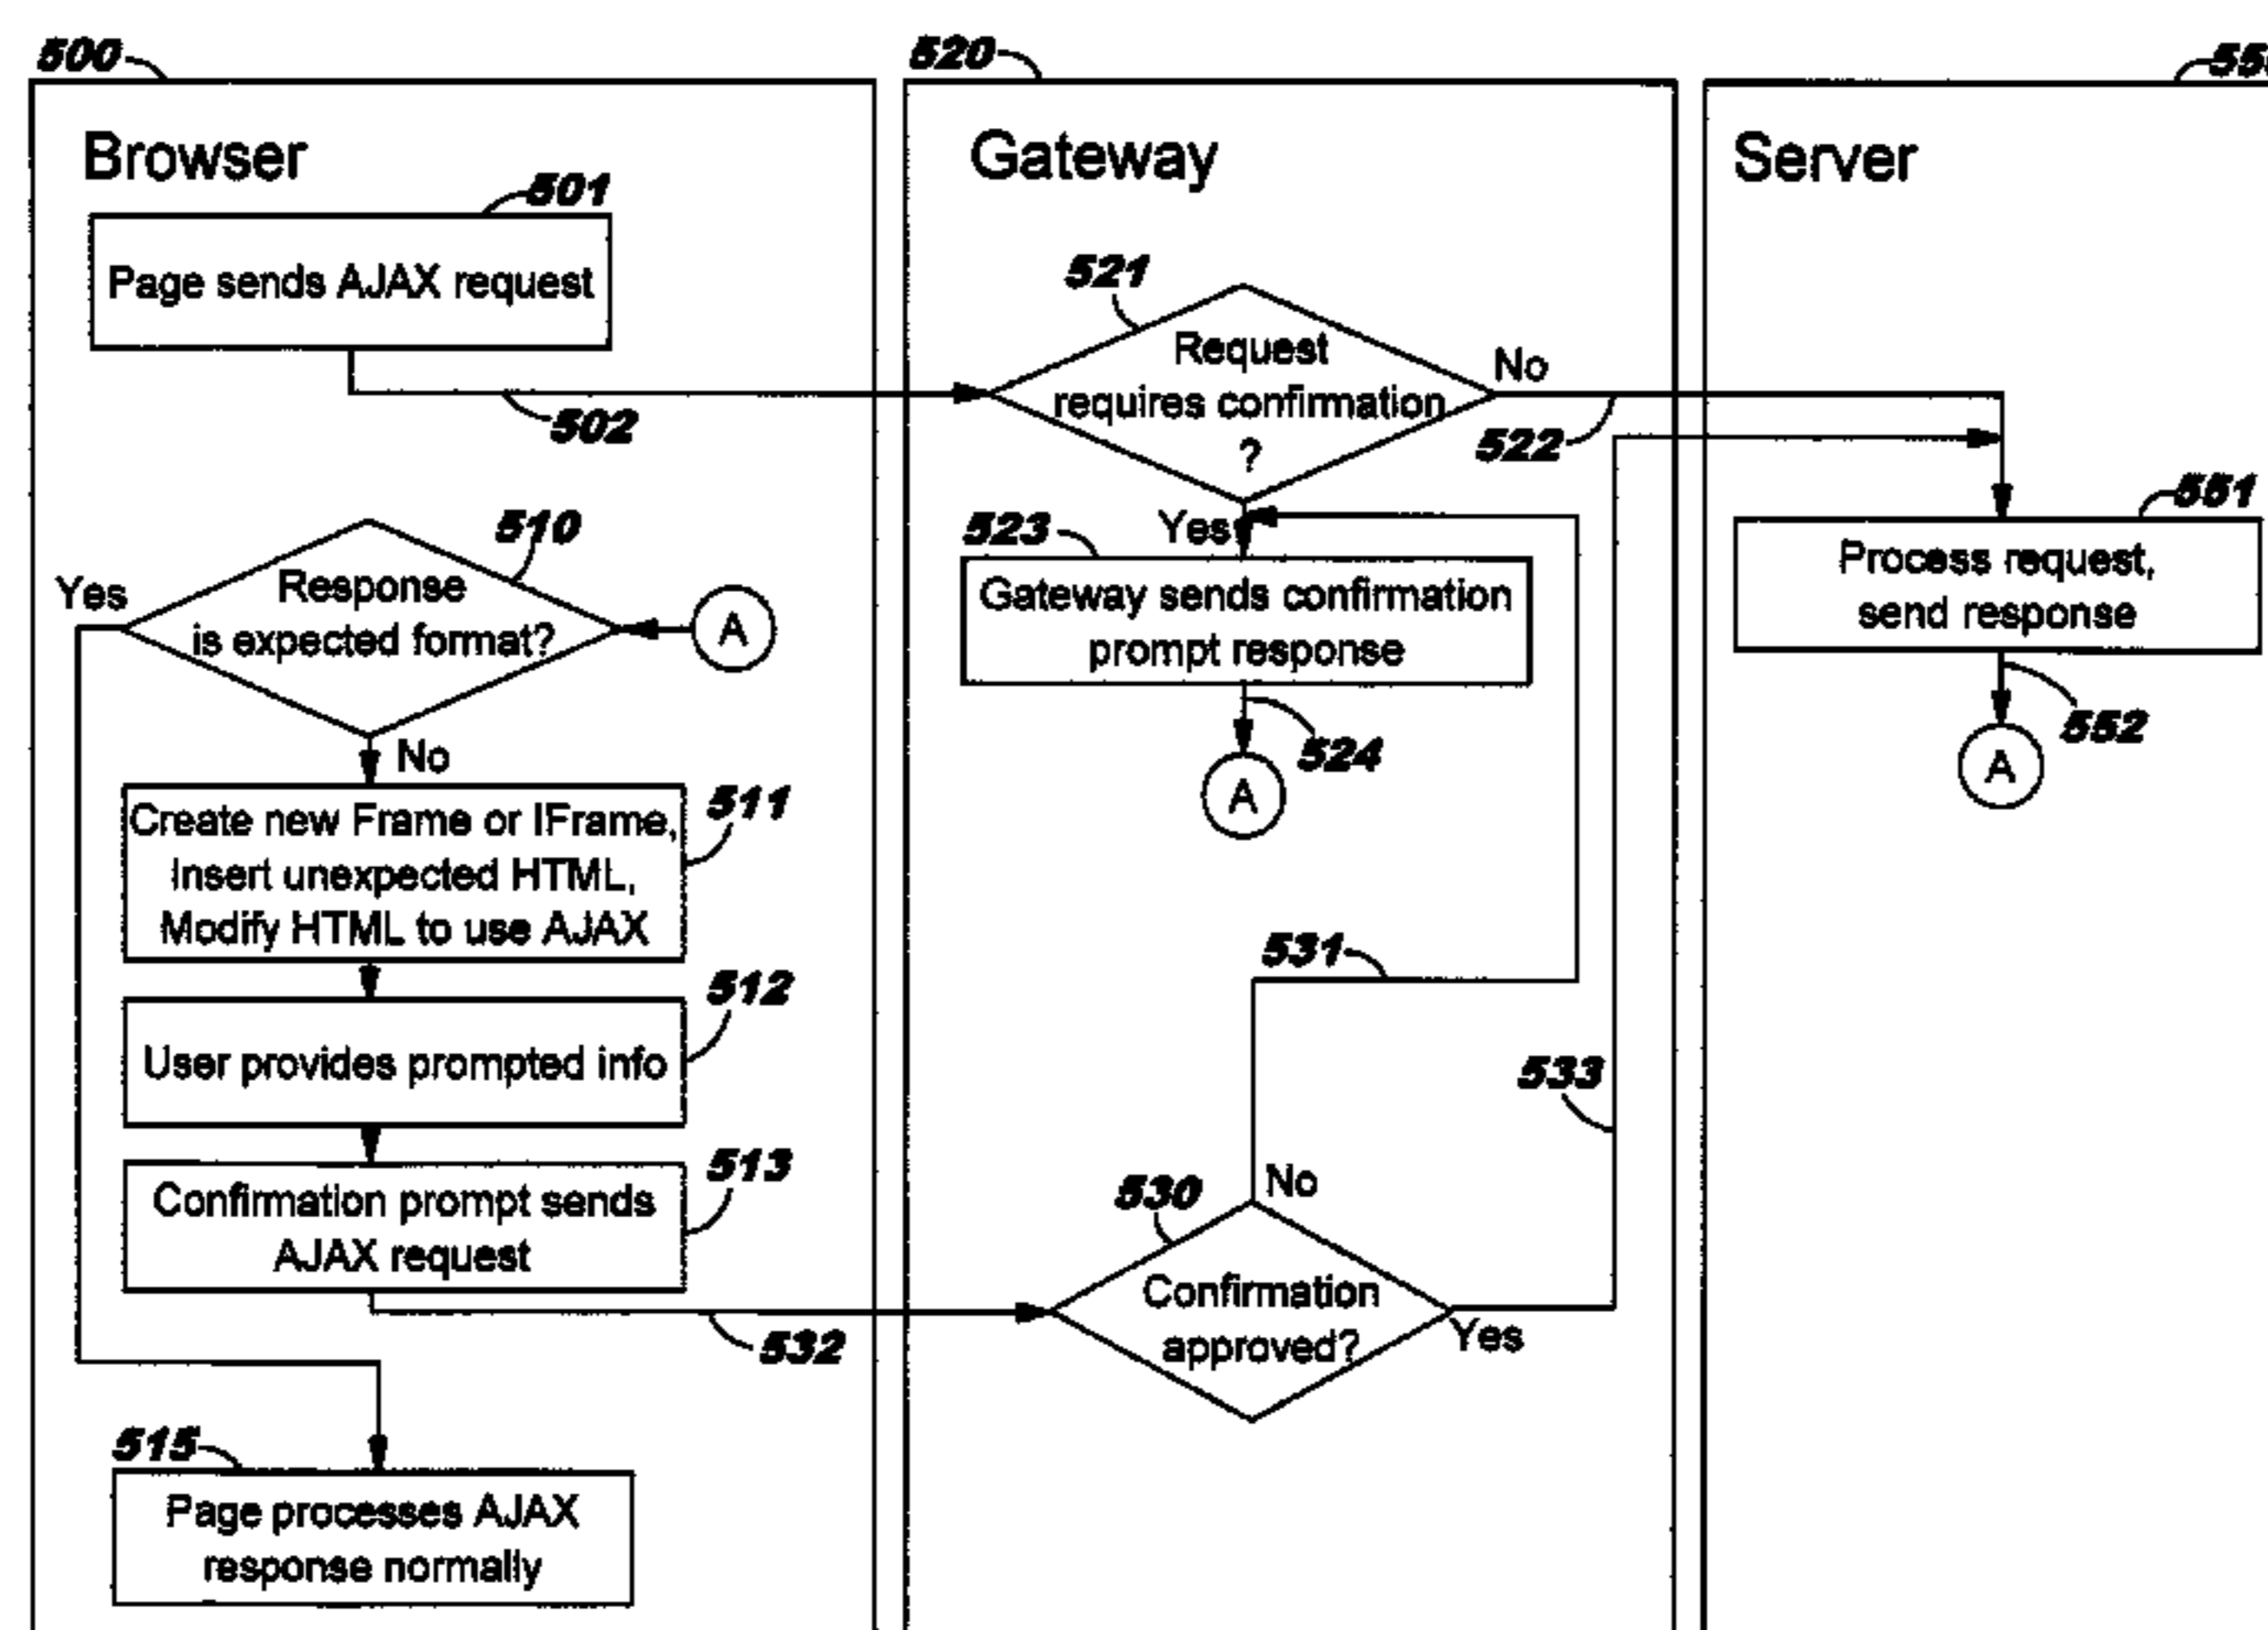 500
Browser
501
Page sends AJAX request
502
510
Response
is expected format?
Yes
A
No
Create new Frame or IFrame,
Insert unexpected HTML,
Modify HTML to use AJAX
511
User provides prompted info
512
Confirmation prompt sends
AJAX request
513
532
515
Page processes AJAX
response normally
520
Gateway
521
Request
requires confirmation
?
No
522
Yes
523
Gateway sends confirmation
prompt response
524
A
531
533
530
No
Confirmation
approved?
Yes
Server
551
Process request,
send response
552
A